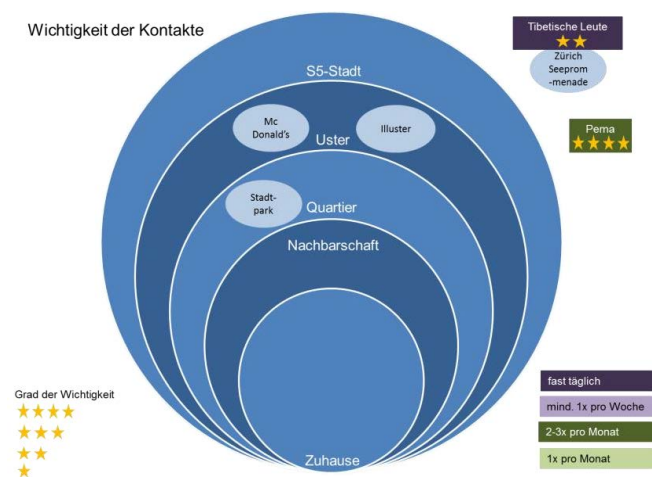 Wichtigkeit der Kontakte
Tibetische Leute
Zürich
Seeprom
-menade
S5-Stadt
Mc
Donald's
Illuster
Uster
Pema
Stadt-
park
Quartier
Nachbarschaft
Zuhause
Grad der Wichtigkeit
fast täglich
mind. 1x pro Woche
2-3x pro Monat
1x pro Monat